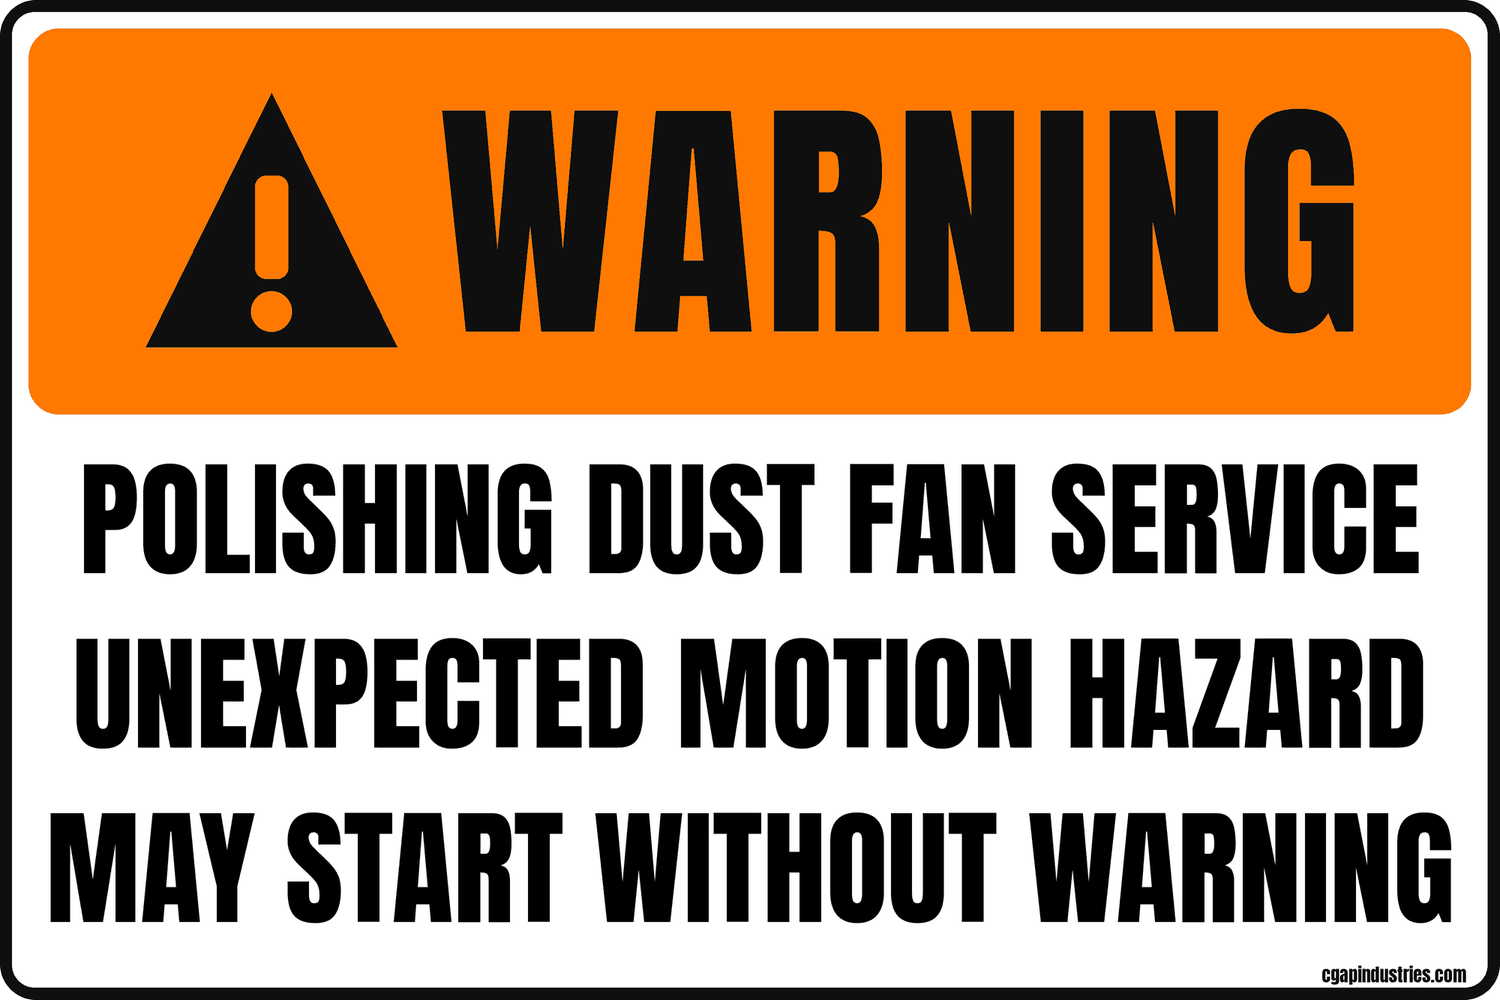 WARNING
POLISHING DUST FAN SERVICE
UNEXPECTED MOTION HAZARD
MAY START WITHOUT WARNING
cgapindustries.com